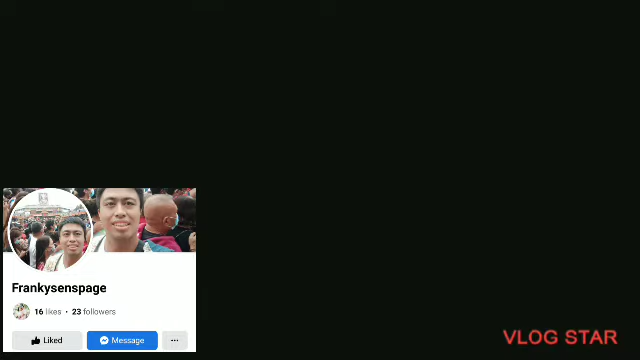 Frankysenspage
16 likes • 23 followers
Liked
Message
VLOG STAR